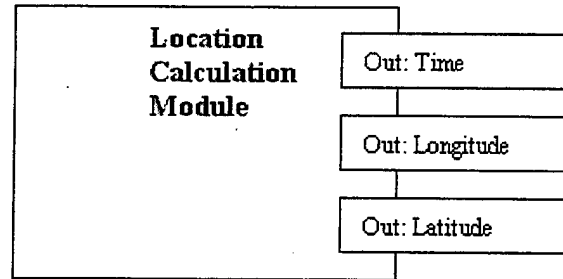 Location
Calculation
Module
Out: Time
Out: Longitude
Out: Latitude